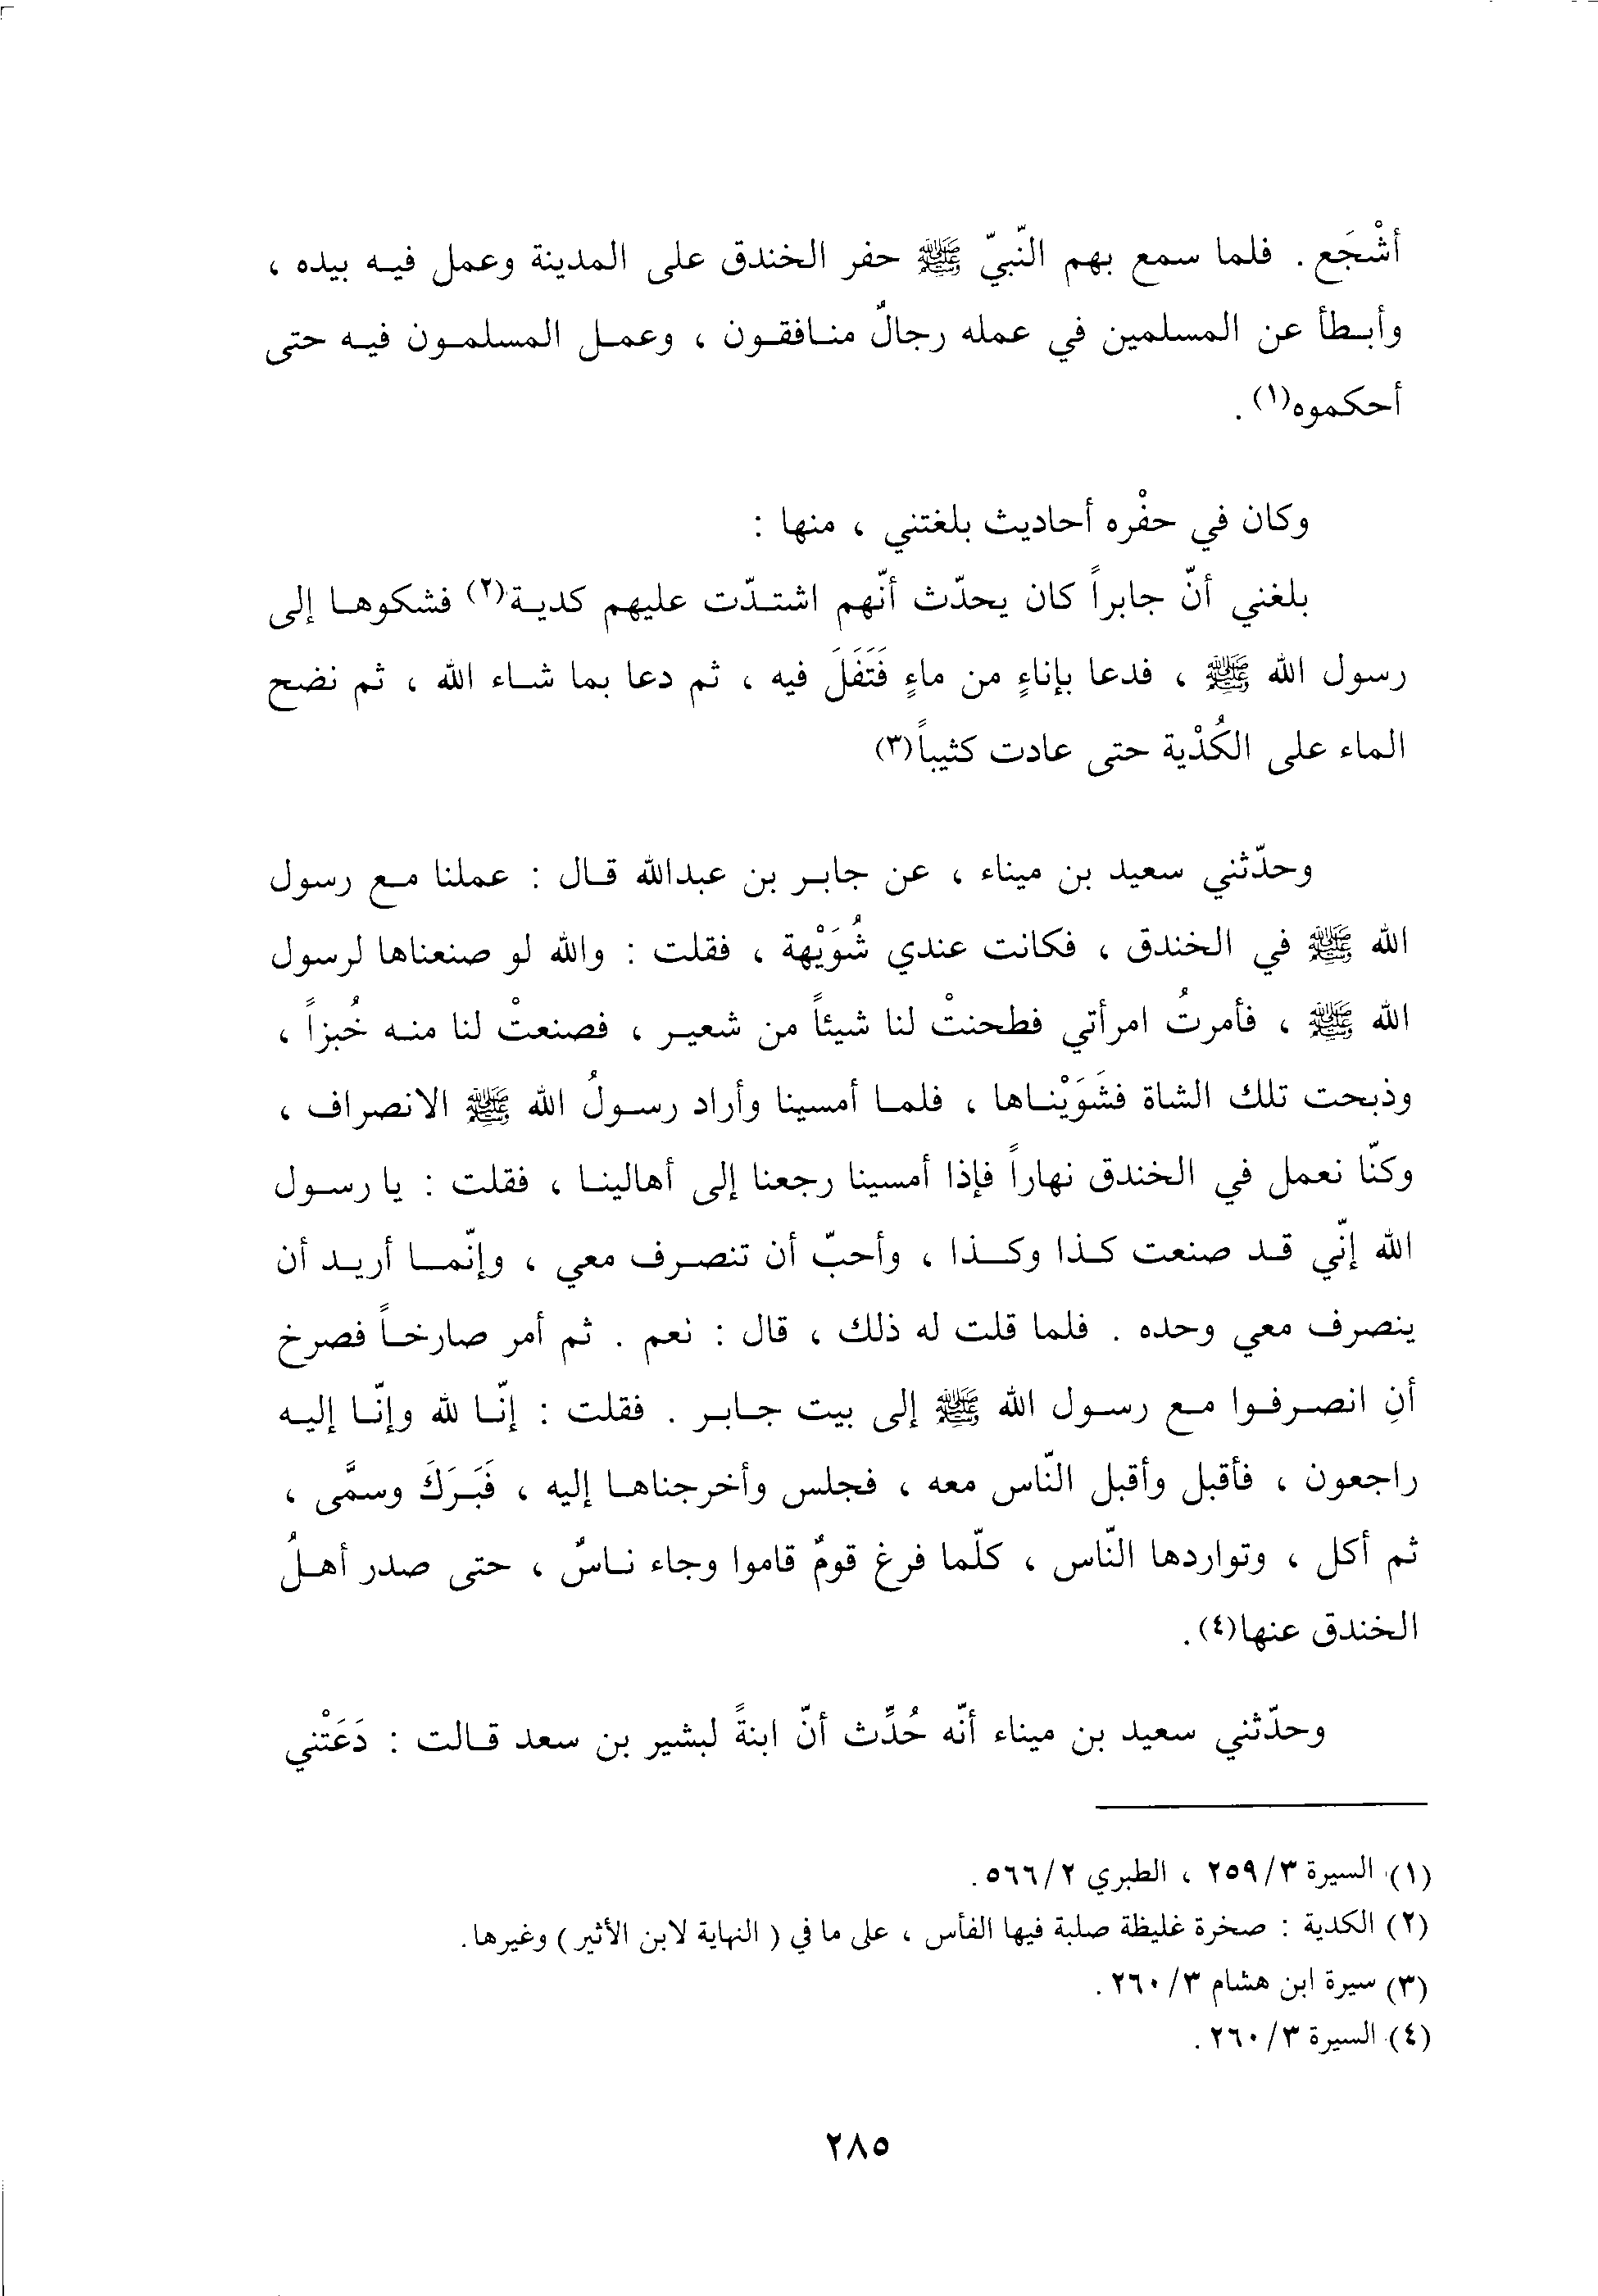 أشْجَع . فلما سمع بهم النّبيّ ﷺ حفر الخندق على المدينة وعمل فيه بيده ،
وأبطأ عن المسلمين في عمله رجالٌ منافقون ، وعمل المسلمون فيه حتى
أحكموه(١) .
وكان في حفْره أحاديث بلغتني ، منها :
بلغني أنّ جابراً كان يحدّث أنّهم اشتدّت عليهم كدية(٢) فشكوها إلى
رسول الله ﷺ ، فدعا بإناءٍ من ماءٍ فَتَفَلَ فيه ، ثم دعا بما شاء الله ، ثم نضح
الماء على الكُدْية حتى عادت كثيباً(٣)
وحدّثني سعيد بن ميناء ، عن جابر بن عبدالله قال : عملنا مع رسول
الله ﷺ في الخندق ، فكانت عندي شُوَيْهة ، فقلت : والله لو صنعناها لرسول
الله ﷺ ، فأمرتُ امرأتي فطحنتْ لنا شيئاً من شعير ، فصنعتْ لنا منه خُبزاً ،
وذبحت تلك الشاة فشَوَيْناها ، فلما أمسينا وأراد رسولُ الله ﷺ الانصراف ،
وكنّا نعمل في الخندق نهاراً فإذا أمسينا رجعنا إلى أهالينا ، فقلت : يا رسول
الله إنّي قد صنعت كذا وكذا ، وأحبّ أن تنصرف معي ، وإنّما أريد أن
ينصرف معي وحده . فلما قلت له ذلك ، قال : نعم . ثم أمر صارخاً فصرخ
أنِ انصرفوا مع رسول الله ﷺ إلى بيت جابر . فقلت : إنّا لله وإنّا إليه
راجعون ، فأقبل وأقبل النّاس معه ، فجلس وأخرجناها إليه ، فَبَرَكَ وسمَّى ،
ثم أكل ، وتواردها النّاس ، كلّما فرغ قومٌ قاموا وجاء ناسٌ ، حتى صدر أهلُ
الخندق عنها(٤) .
وحدّثني سعيد بن ميناء أنّه حُدِّث أنّ ابنةً لبشير بن سعد قالت : دَعَتْني
(١) السيرة ٣/ ٢٥٩ ، الطبري ٢/ ٥٦٦ .
(٢) الكدية : صخرة غليظة صلبة فيها الفأس ، على ما في ( النهاية لابن الأثير ) وغيرها .
(٣) سيرة ابن هشام ٣/ ٢٦٠ .
(٤) السيرة ٣/ ٢٦٠ .
٢٨٥